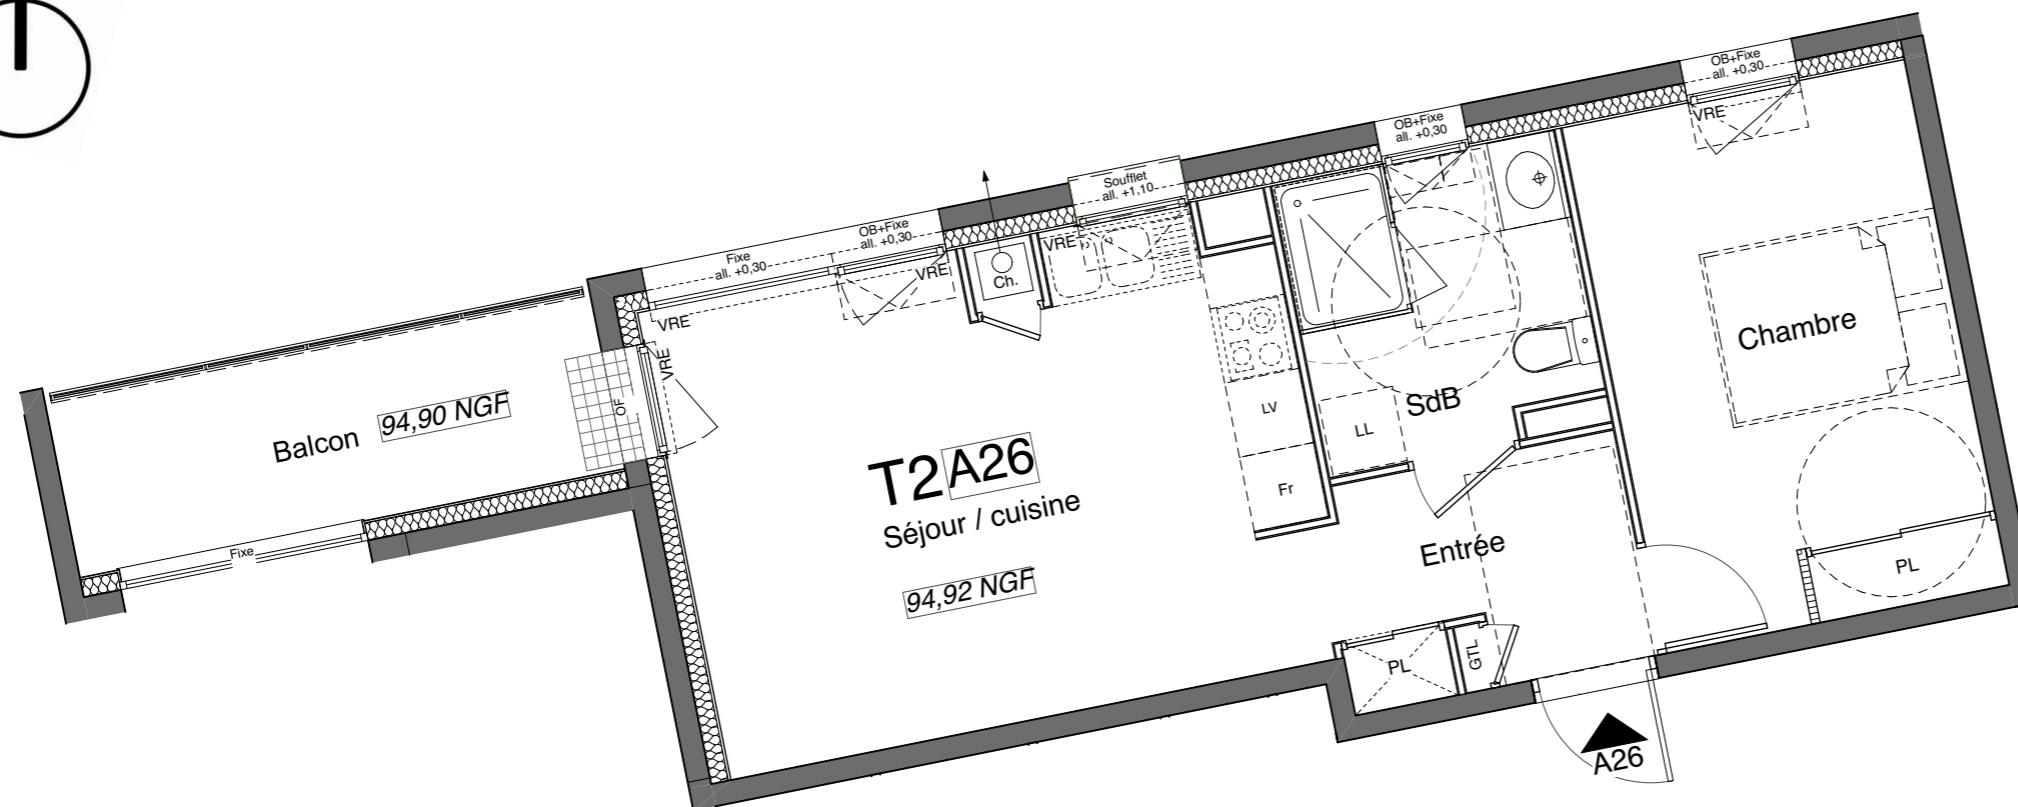 OB+Fixe
all. +0,30
VRE
OB+Fixe
all. +0,30
Soufflet
all. +1,10
VRE
OB+Fixe
all. +0,30
VRE
Fixe
all. +0,30
VRE
VRE
Ch.
OF
Balcon
94,90 NGF
Fixe
T2 A26
Séjour / cuisine
94,92 NGF
LV
Fr
LL
SdB
Chambre
Entrée
PL
PL
GTL
A26